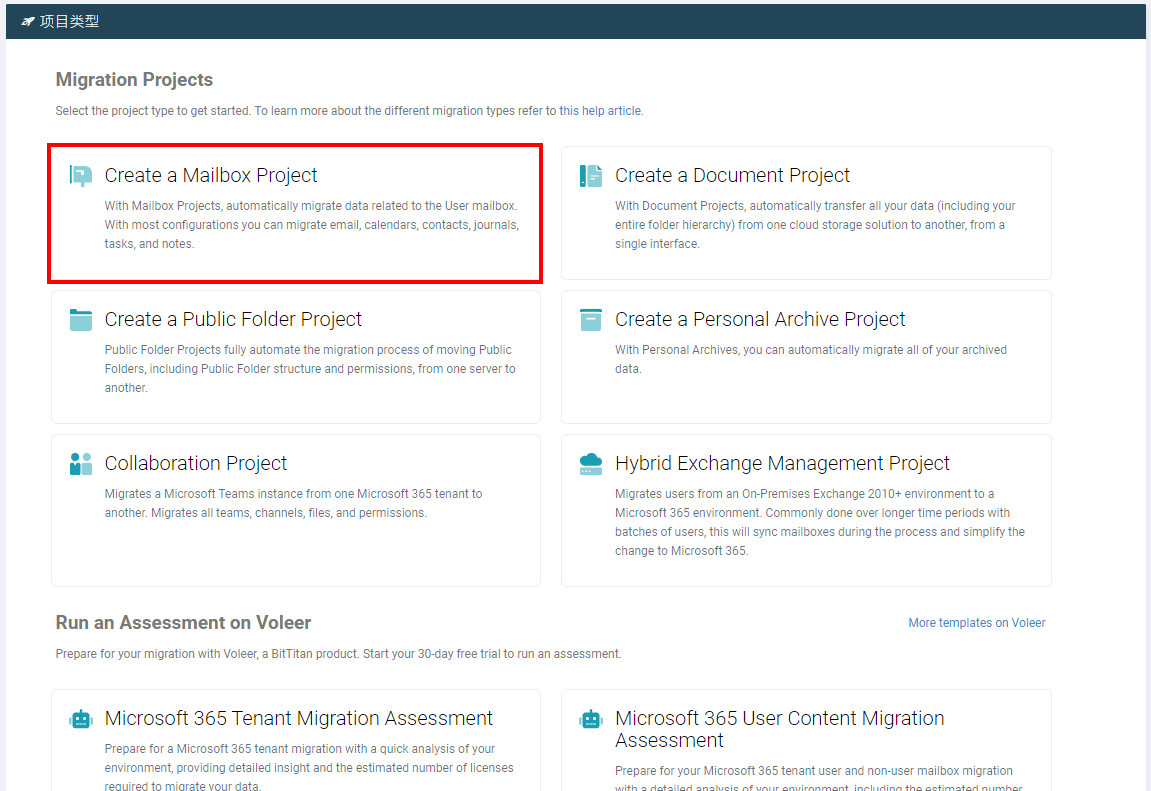 项目类型
Migration Projects
Select the project type to get started. To learn more about the different migration types refer to this help article.
Create a Mailbox Project
With Mailbox Projects, automatically migrate data related to the User mailbox.
With most configurations you can migrate email, calendars, contacts, journals,
tasks, and notes.
Create a Document Project
With Document Projects, automatically transfer all your data (including your
entire folder hierarchy) from one cloud storage solution to another, from a
single interface.
Create a Public Folder Project
Public Folder Projects fully automate the migration process of moving Public
Folders, including Public Folder structure and permissions, from one server to
another.
Create a Personal Archive Project
With Personal Archives, you can automatically migrate all of your archived
data.
Collaboration Project
Migrates a Microsoft Teams instance from one Microsoft 365 tenant to
another. Migrates all teams, channels, files, and permissions.
Hybrid Exchange Management Project
Migrates users from an On-Premises Exchange 2010+ environment to a
Microsoft 365 environment. Commonly done over longer time periods with
batches of users, this will sync mailboxes during the process and simplify the
change to Microsoft 365.
Run an Assessment on Voleer
More templates on Voleer
Prepare for your migration with Voleer, a BitTitan product. Start your 30-day free trial to run an assessment.
Microsoft 365 Tenant Migration Assessment
Prepare for a Microsoft 365 tenant migration with a quick analysis of your
environment, providing detailed insight and the estimated number of licenses
required to migrate your data.
Microsoft 365 User Content Migration
Assessment
Prepare for your Microsoft 365 tenant user and non-user mailbox migration
with a detailed analysis of your environment, including the estimated number